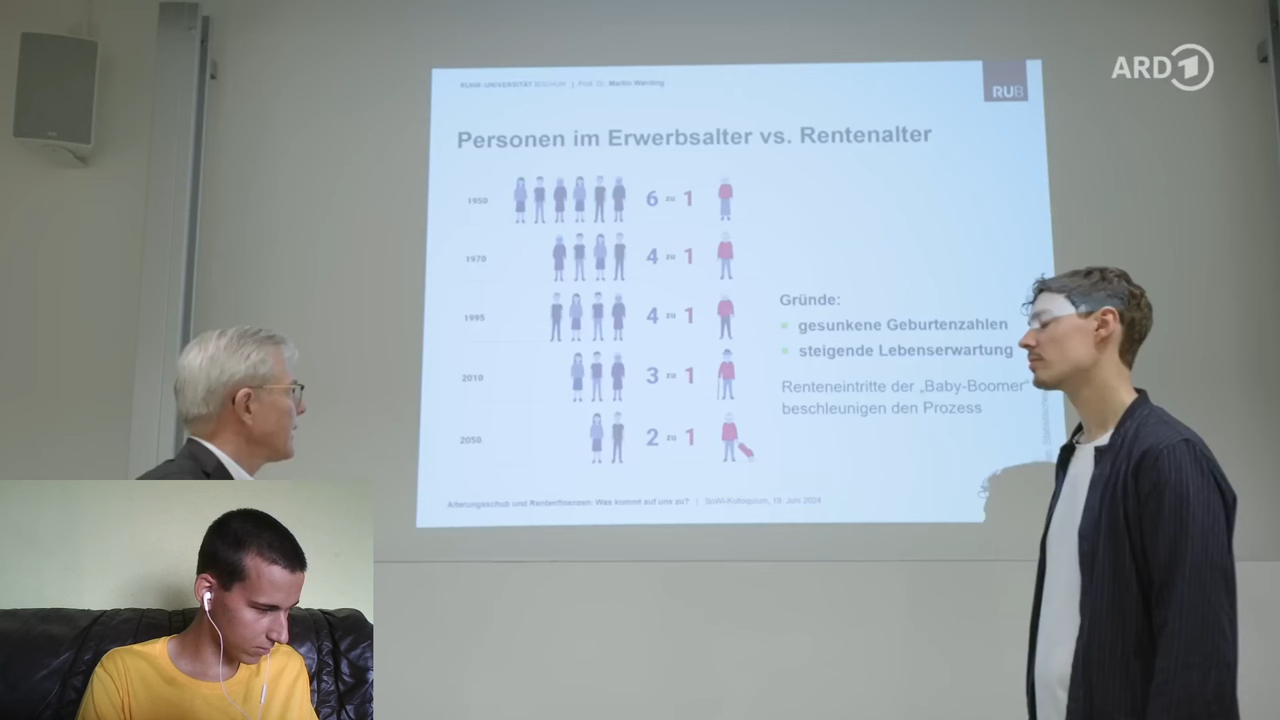 ARD 1
RUHR-UNIVERSITÄT BOCHUM | Prof. Dr. Martin Werding
RUB
Personen im Erwerbsalter vs. Rentenalter
1950 6 zu 1
1970 4 zu 1
1995 4 zu 1
2010 3 zu 1
2050 2 zu 1
Gründe:
gesunkene Geburtenzahlen
steigende Lebenserwartung
Renteneintritte der „Baby-Boomer“
beschleunigen den Prozess
Alterungsschub und Rentenfinanzen: Was kommt auf uns zu? | SoWi-Kolloquium, 19. Juni 2024